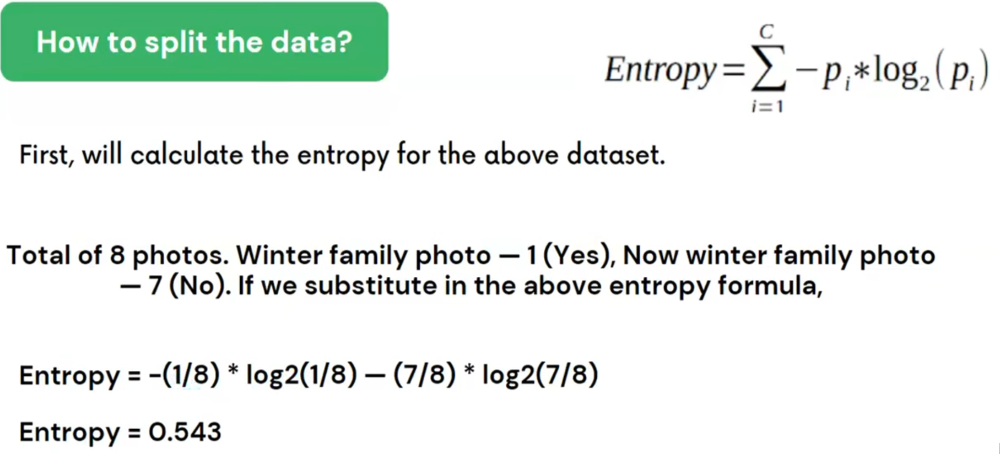 How to split the data?
Entropy = \sum_{i=1}^{C} -p_i * log_2(p_i)
First, will calculate the entropy for the above dataset.
Total of 8 photos. Winter family photo — 1 (Yes), Now winter family photo
— 7 (No). If we substitute in the above entropy formula,
Entropy = -(1/8) * log2(1/8) — (7/8) * log2(7/8)
Entropy = 0.543